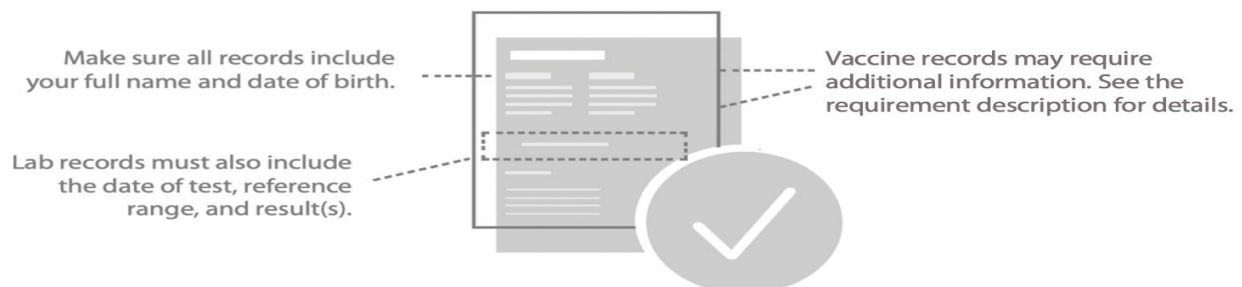 Make sure all records include
your full name and date of birth.
Lab records must also include
the date of test, reference
range, and result(s).
Vaccine records may require
additional information. See the
requirement description for details.